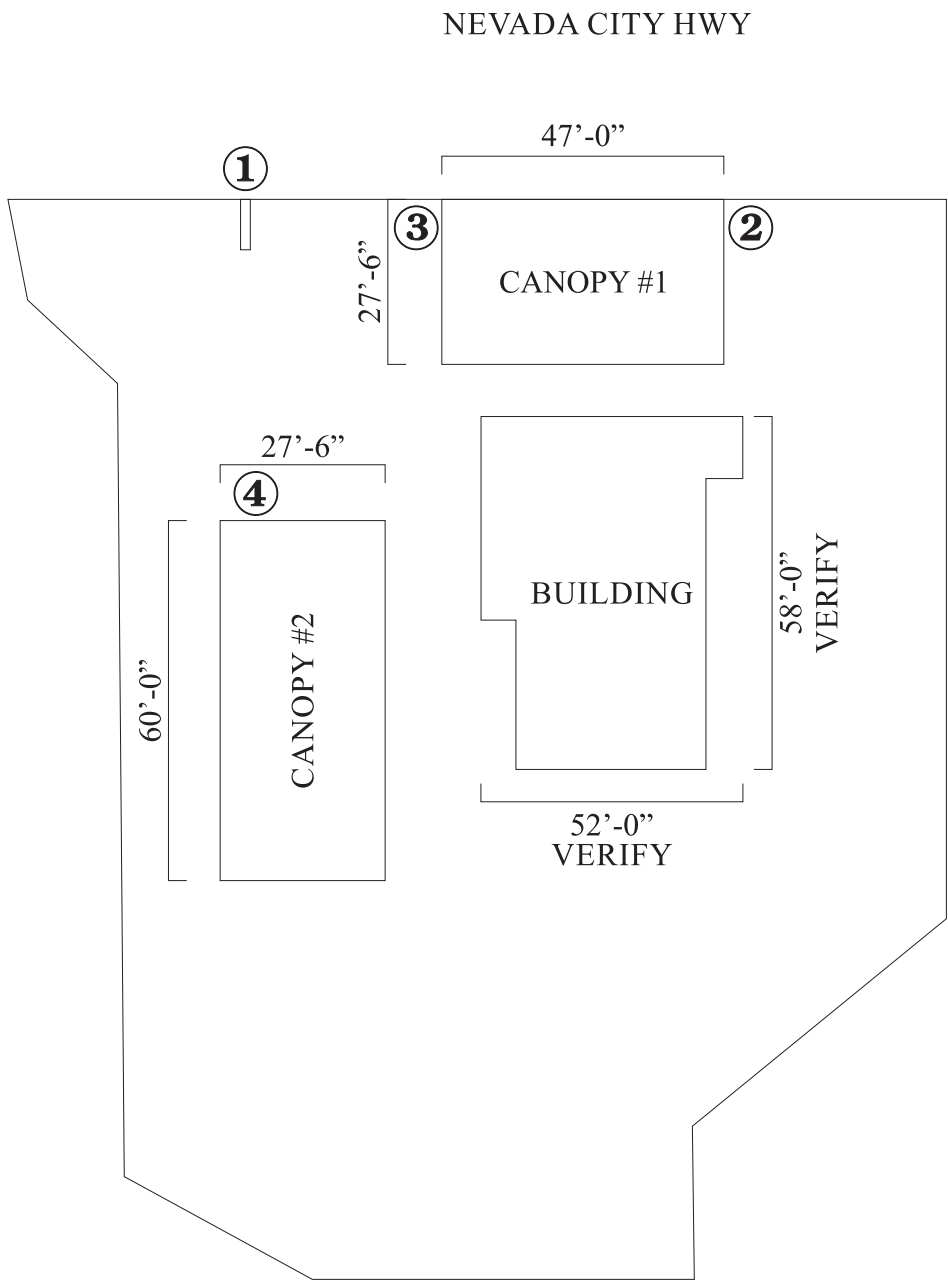 NEVADA CITY HWY
47’-0”
1
3
2
27’-6”
CANOPY #1
27’-6”
4
BUILDING
58’-0”
VERIFY
CANOPY #2
60’-0”
52’-0”
VERIFY